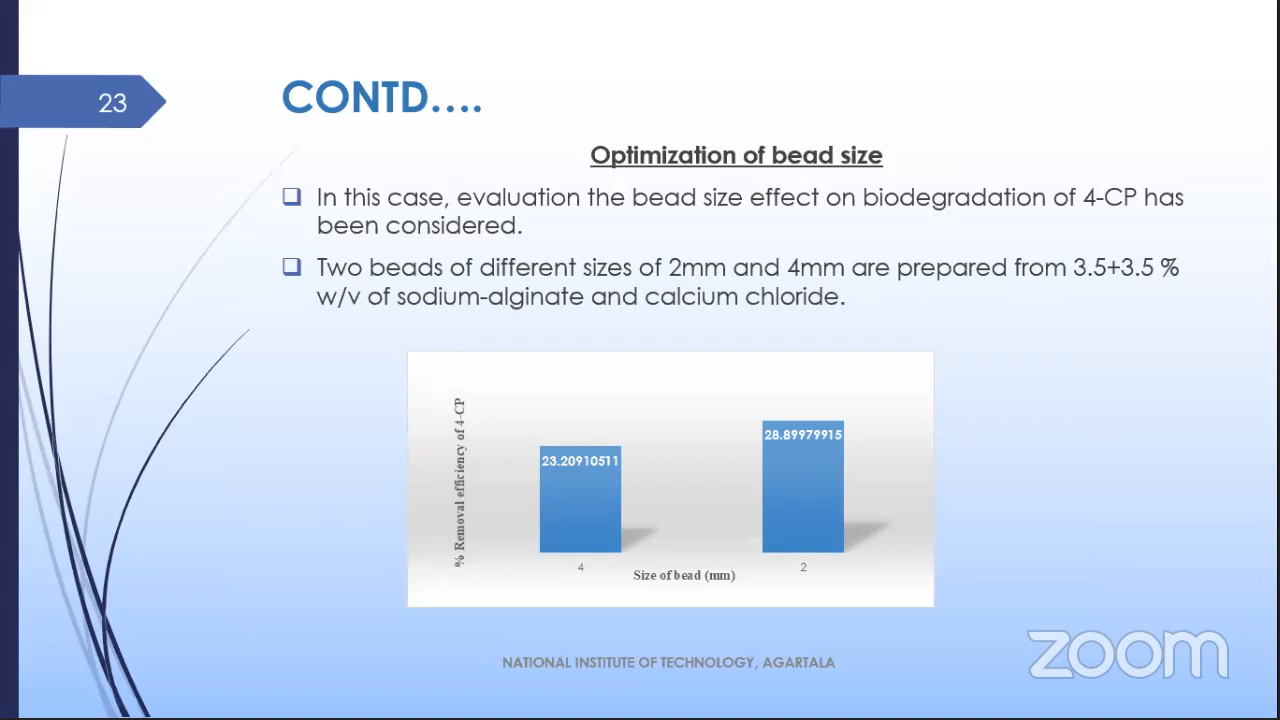 23
CONTD....
Optimization of bead size
In this case, evaluation the bead size effect on biodegradation of 4-CP has
been considered.
Two beads of different sizes of 2mm and 4mm are prepared from 3.5+3.5 %
w/v of sodium-alginate and calcium chloride.
% Removal efficiency of 4-CP
23.20910511
28.89979915
4
2
Size of bead (mm)
NATIONAL INSTITUTE OF TECHNOLOGY, AGARTALA
zoom